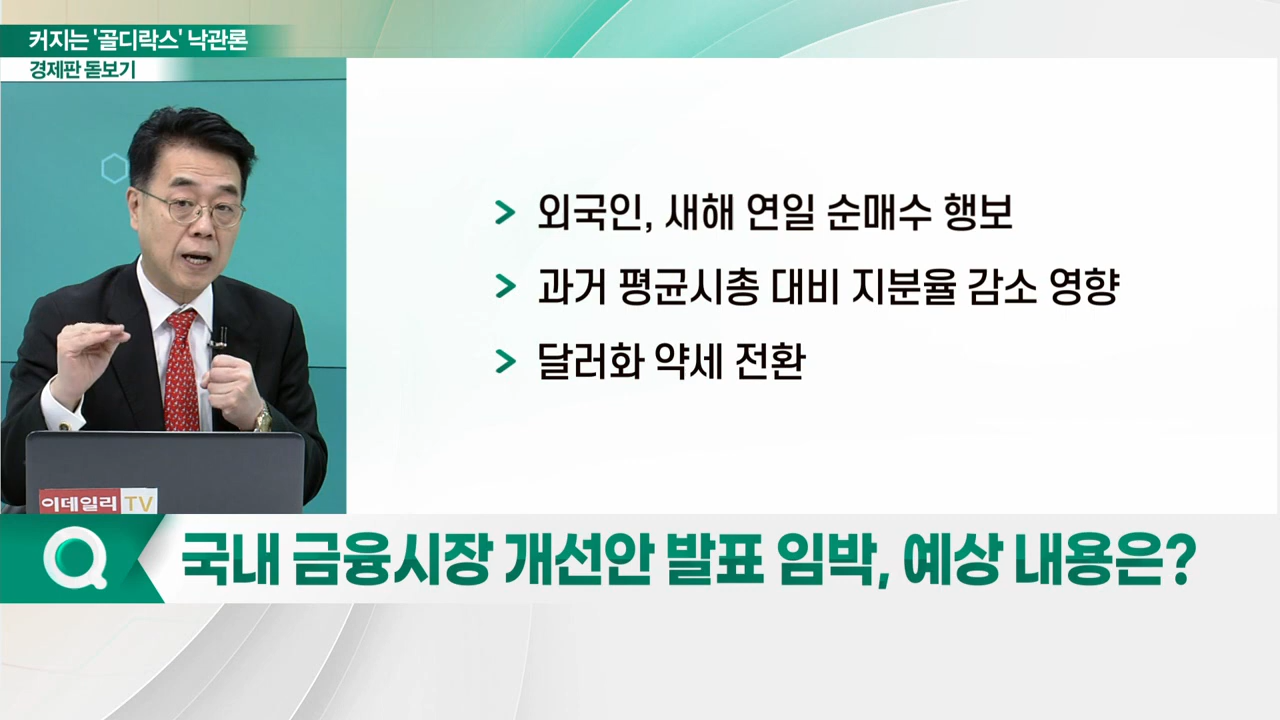 커지는 '골디락스' 낙관론
경제판 돋보기
> 외국인, 새해 연일 순매수 행보
> 과거 평균시총 대비 지분율 감소 영향
> 달러화 약세 전환
이데일리 TV
Q 국내 금융시장 개선안 발표 임박, 예상 내용은?